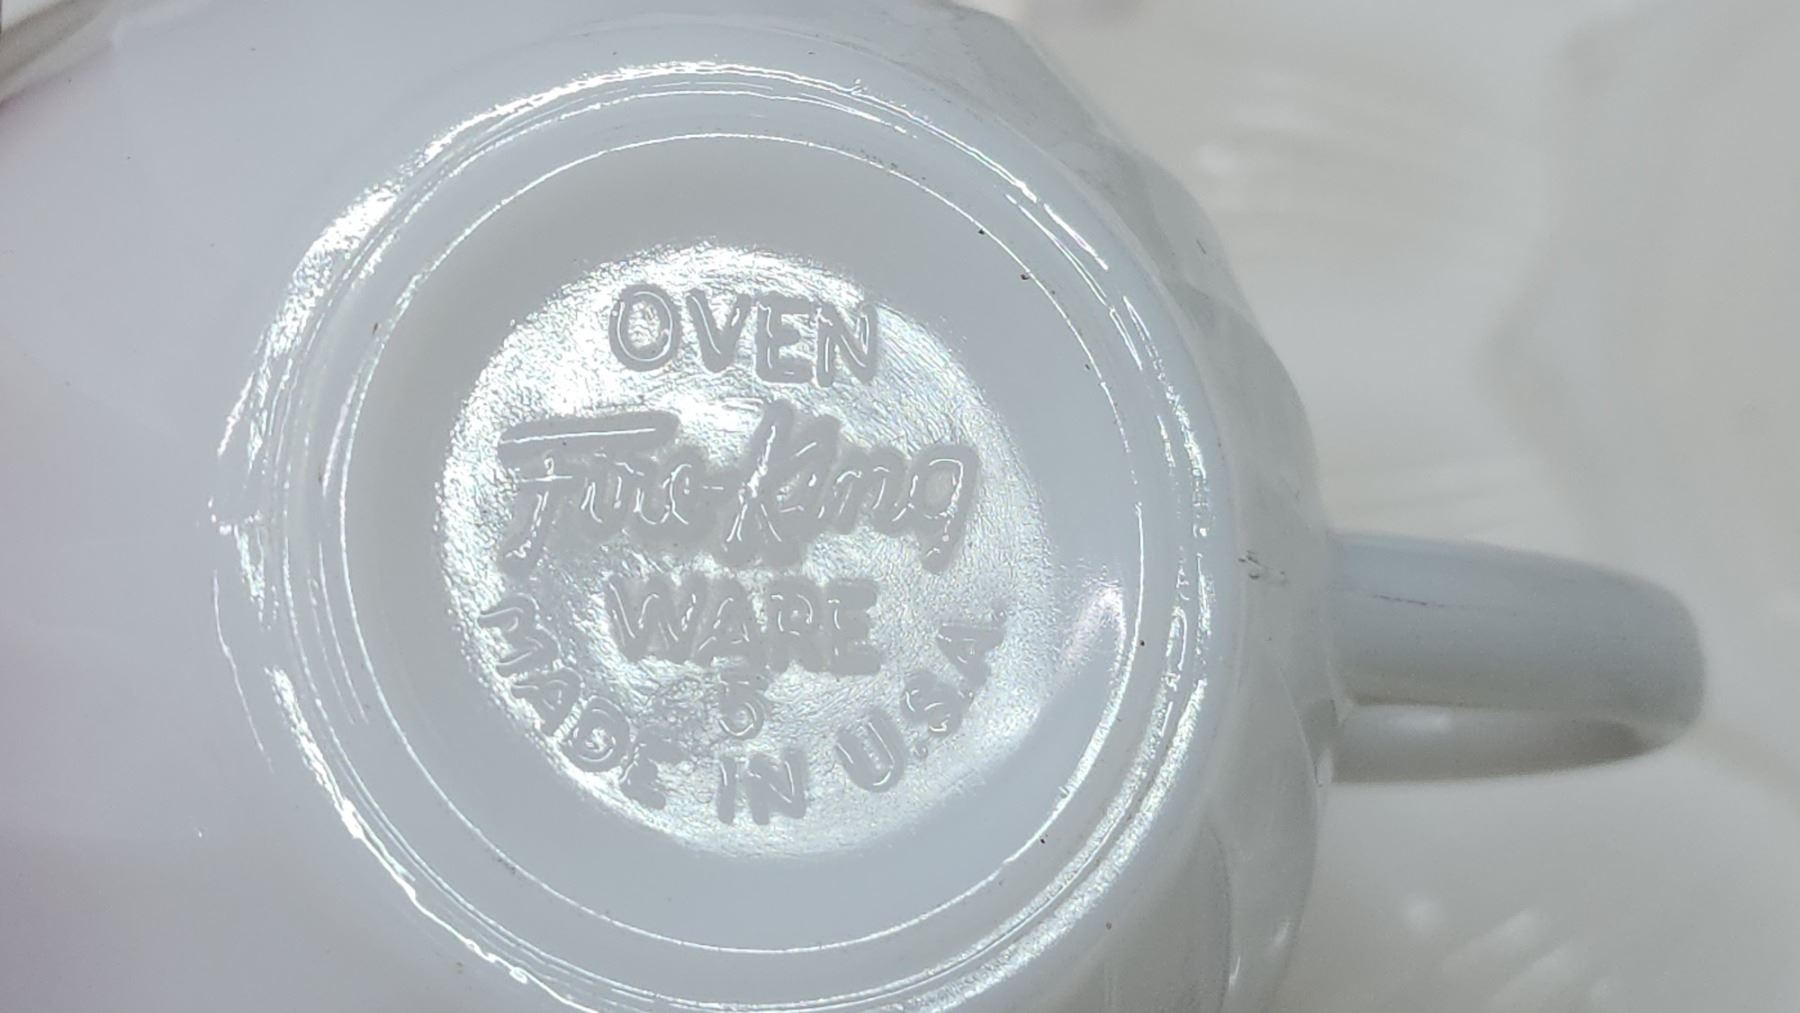 OVEN
Fire-King
WARE
5
MADE IN U.S.A.